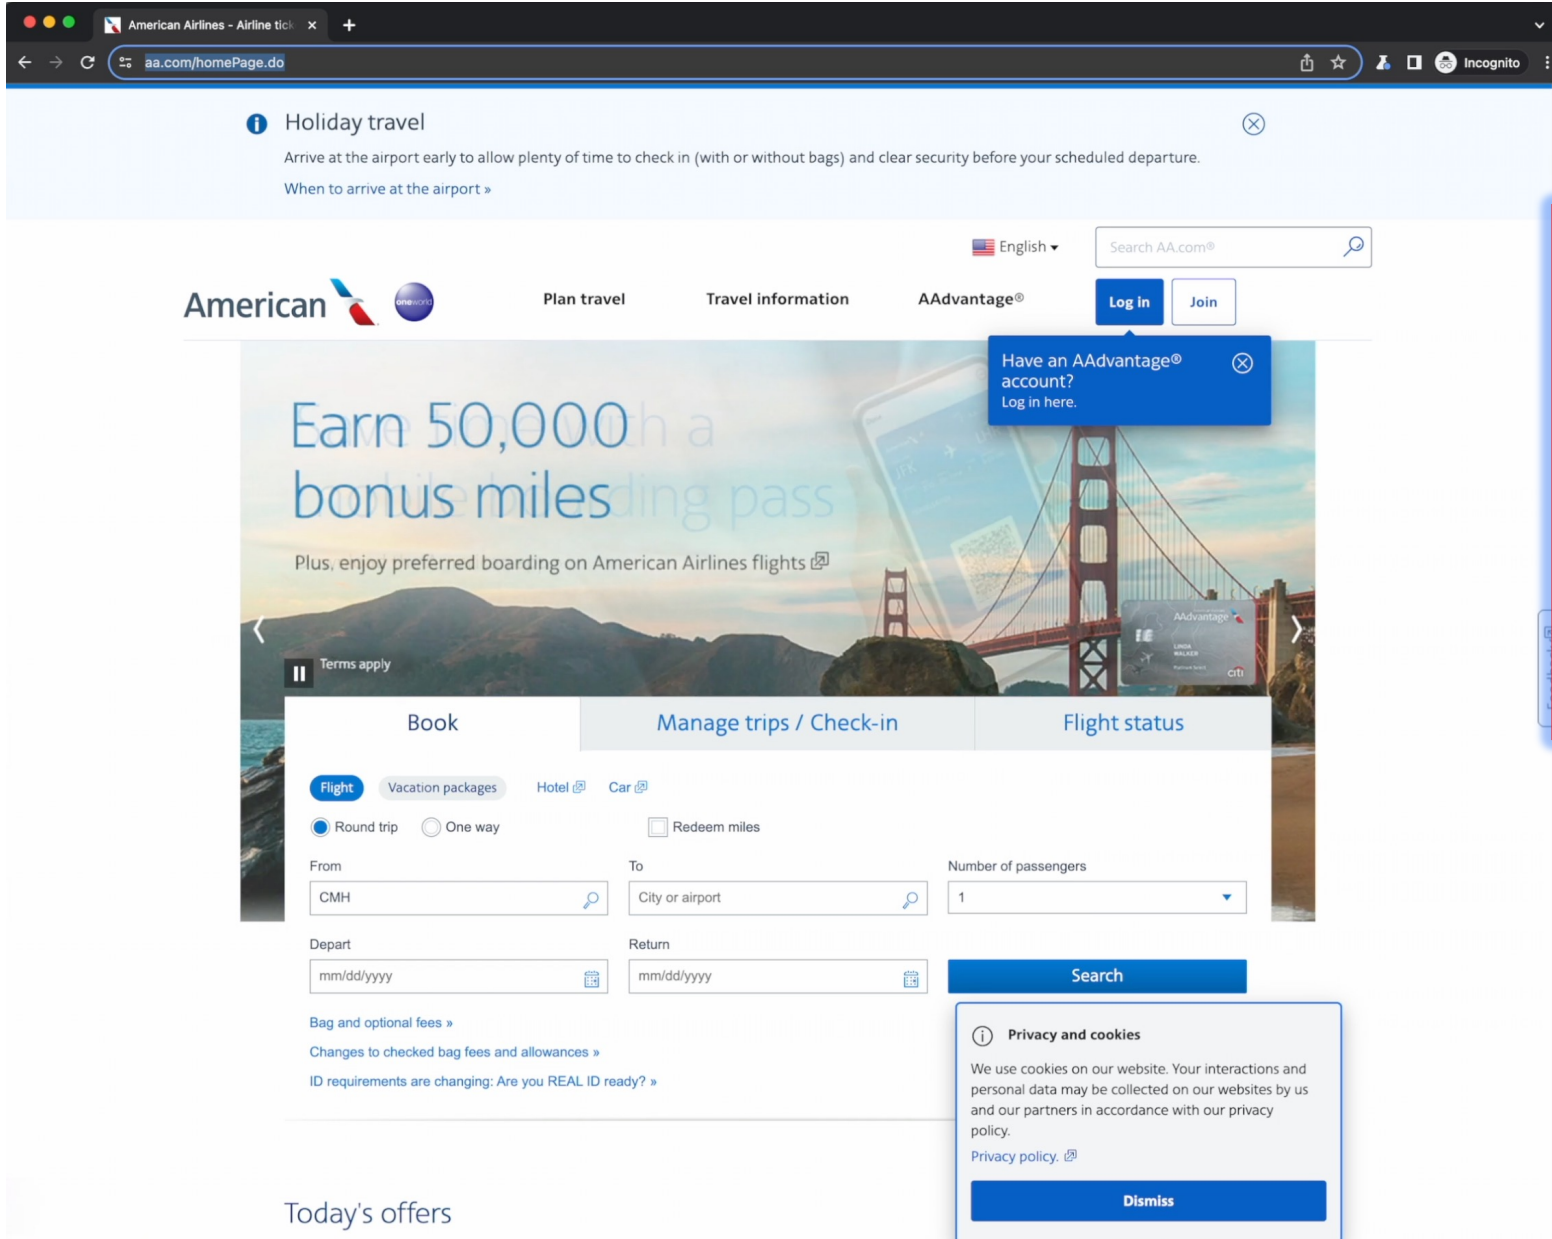 American Airlines - Airline tick
aa.com/homePage.do
Incognito
Holiday travel
Arrive at the airport early to allow plenty of time to check in (with or without bags) and clear security before your scheduled departure.
When to arrive at the airport »
English
Search AA.com®
American
oneworld
Plan travel
Travel information
AAdvantage®
Log in
Join
Have an AAdvantage®
account?
Log in here.
Earn 50,000
bonus miles
Save time with a
mobile boarding pass
Plus, enjoy preferred boarding on American Airlines flights
JFK
Terms apply
AAdvantage
LINDA
WALKER
citi
Book
Manage trips / Check-in
Flight status
Flight
Vacation packages
Hotel
Car
Round trip
One way
Redeem miles
From
To
Number of passengers
CMH
City or airport
1
Depart
Return
mm/dd/yyyy
mm/dd/yyyy
Search
Bag and optional fees »
Changes to checked bag fees and allowances »
ID requirements are changing: Are you REAL ID ready? »
Privacy and cookies
We use cookies on our website. Your interactions and
personal data may be collected on our websites by us
and our partners in accordance with our privacy
policy.
Privacy policy.
Dismiss
Today's offers